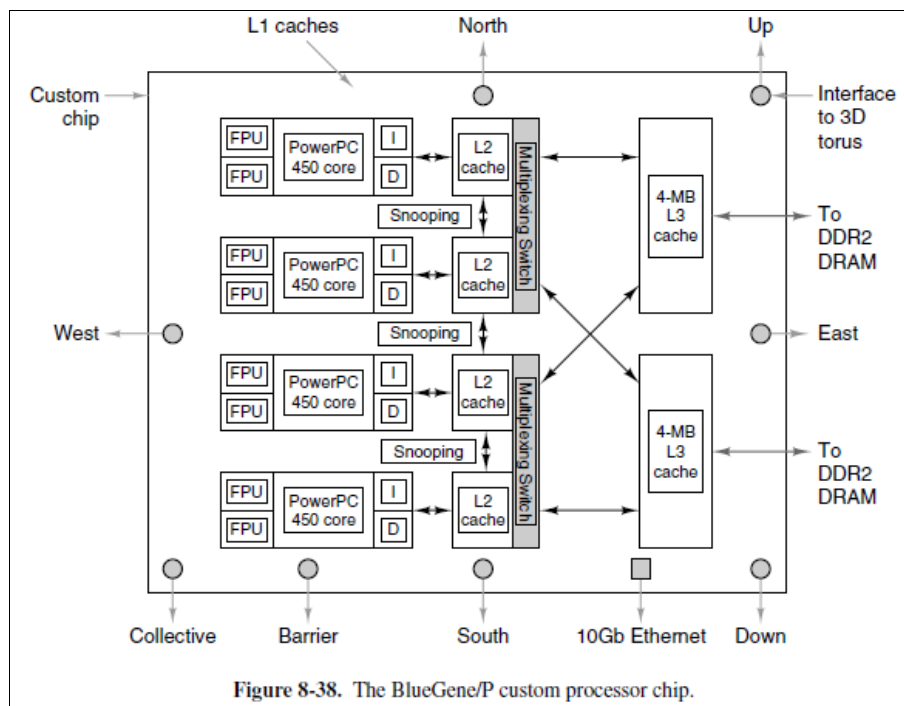 L1 caches
North
Up
Custom
chip
Interface
to 3D
torus
FPU
FPU
PowerPC
450 core
I
D
L2
cache
Multiplexing Switch
4-MB
L3
cache
To
DDR2
DRAM
Snooping
FPU
FPU
PowerPC
450 core
I
D
L2
cache
West
Snooping
East
FPU
FPU
PowerPC
450 core
I
D
L2
cache
Multiplexing Switch
4-MB
L3
cache
To
DDR2
DRAM
Snooping
FPU
FPU
PowerPC
450 core
I
D
L2
cache
Collective
Barrier
South
10Gb Ethernet
Down
Figure 8-38. The BlueGene/P custom processor chip.